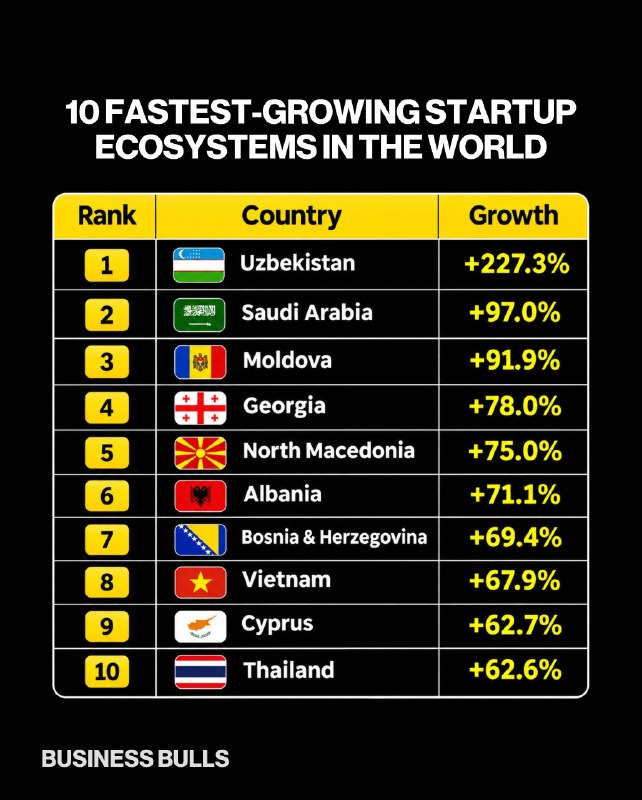 10 FASTEST-GROWING STARTUP
ECOSYSTEMS IN THE WORLD
Rank Country Growth
1 Uzbekistan +227.3%
2 Saudi Arabia +97.0%
3 Moldova +91.9%
4 Georgia +78.0%
5 North Macedonia +75.0%
6 Albania +71.1%
7 Bosnia & Herzegovina +69.4%
8 Vietnam +67.9%
9 Cyprus +62.7%
10 Thailand +62.6%
BUSINESS BULLS